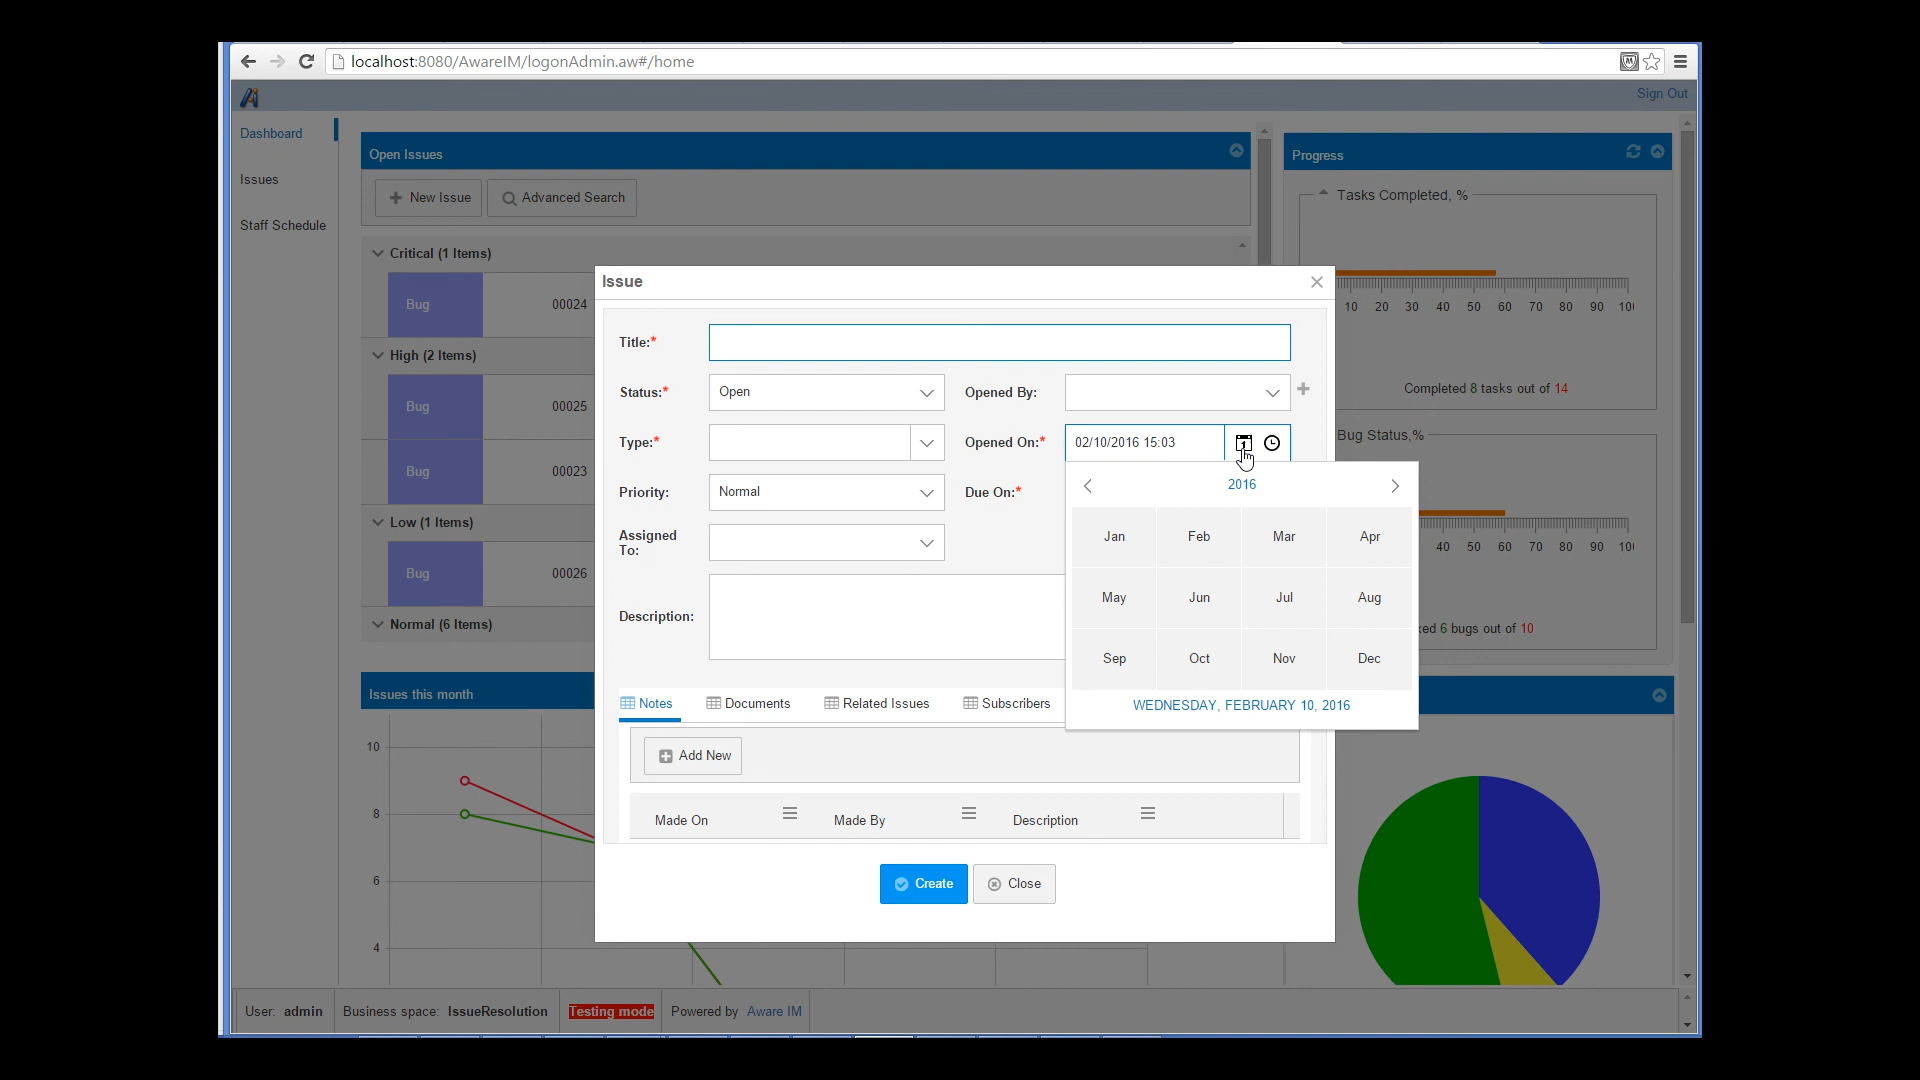 localhost:8080/AwareIM/logonAdmin.aw#/home
Sign Out
Dashboard
Issues
Staff Schedule
Open Issues
New Issue
Advanced Search
Critical (1 Items)
Bug 00024
High (2 Items)
Bug 00025
Bug 00023
Low (1 Items)
Bug 00026
Normal (6 Items)
Issues this month
10
8
6
4
Progress
Tasks Completed, %
10 20 30 40 50 60 70 80 90
Completed 8 tasks out of 14
Bug Status,%
40 50 60 70 80 90
6 bugs out of 10
Issue
Title:*
Status:* Open
Opened By:
Type:*
Opened On:* 02/10/2016 15:03
Priority: Normal
Due On:*
Assigned To:
Description:
2016
Jan Feb Mar Apr
May Jun Jul Aug
Sep Oct Nov Dec
WEDNESDAY, FEBRUARY 10, 2016
Notes Documents Related Issues Subscribers
Add New
Made On Made By Description
Create Close
User: admin Business space: IssueResolution Testing mode Powered by Aware IM